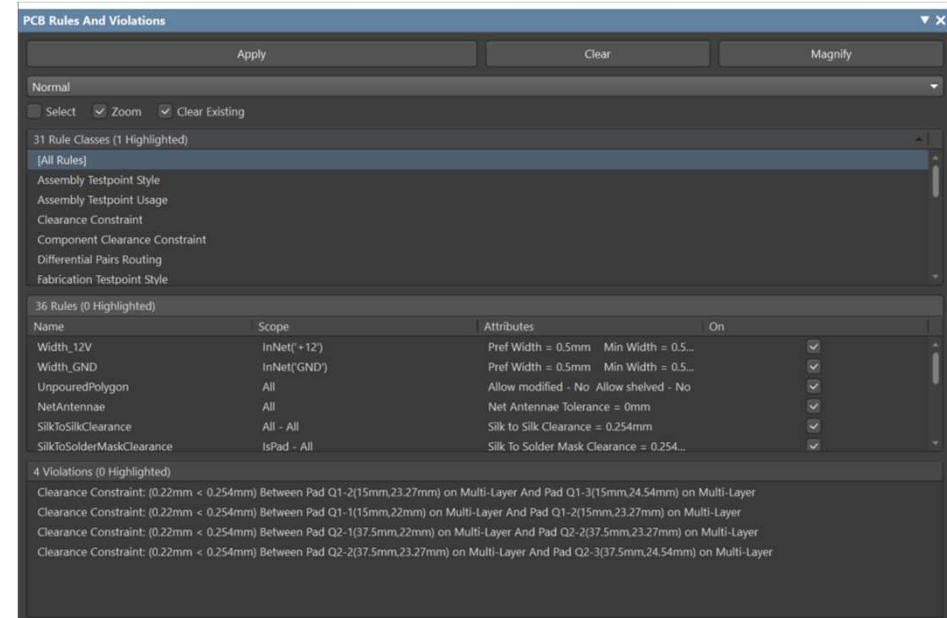 PCB Rules And Violations
Apply Clear Magnify
Normal
Select Zoom Clear Existing
31 Rule Classes (1 Highlighted)
[All Rules]
Assembly Testpoint Style
Assembly Testpoint Usage
Clearance Constraint
Component Clearance Constraint
Differential Pairs Routing
Fabrication Testpoint Style
36 Rules (0 Highlighted)
Name Scope Attributes On
Width_12V InNet('+12') Pref Width = 0.5mm Min Width = 0.5...
Width_GND InNet('GND') Pref Width = 0.5mm Min Width = 0.5...
UnpouredPolygon All Allow modified - No Allow shelved - No
NetAntennae All Net Antennae Tolerance = 0mm
SilkToSilkClearance All - All Silk to Silk Clearance = 0.254mm
SilkToSolderMaskClearance IsPad - All Silk To Solder Mask Clearance = 0.254...
4 Violations (0 Highlighted)
Clearance Constraint: (0.22mm < 0.254mm) Between Pad Q1-2(15mm,23.27mm) on Multi-Layer And Pad Q1-3(15mm,24.54mm) on Multi-Layer
Clearance Constraint: (0.22mm < 0.254mm) Between Pad Q1-1(15mm,22mm) on Multi-Layer And Pad Q1-2(15mm,23.27mm) on Multi-Layer
Clearance Constraint: (0.22mm < 0.254mm) Between Pad Q2-1(37.5mm,22mm) on Multi-Layer And Pad Q2-2(37.5mm,23.27mm) on Multi-Layer
Clearance Constraint: (0.22mm < 0.254mm) Between Pad Q2-2(37.5mm,23.27mm) on Multi-Layer And Pad Q2-3(37.5mm,24.54mm) on Multi-Layer